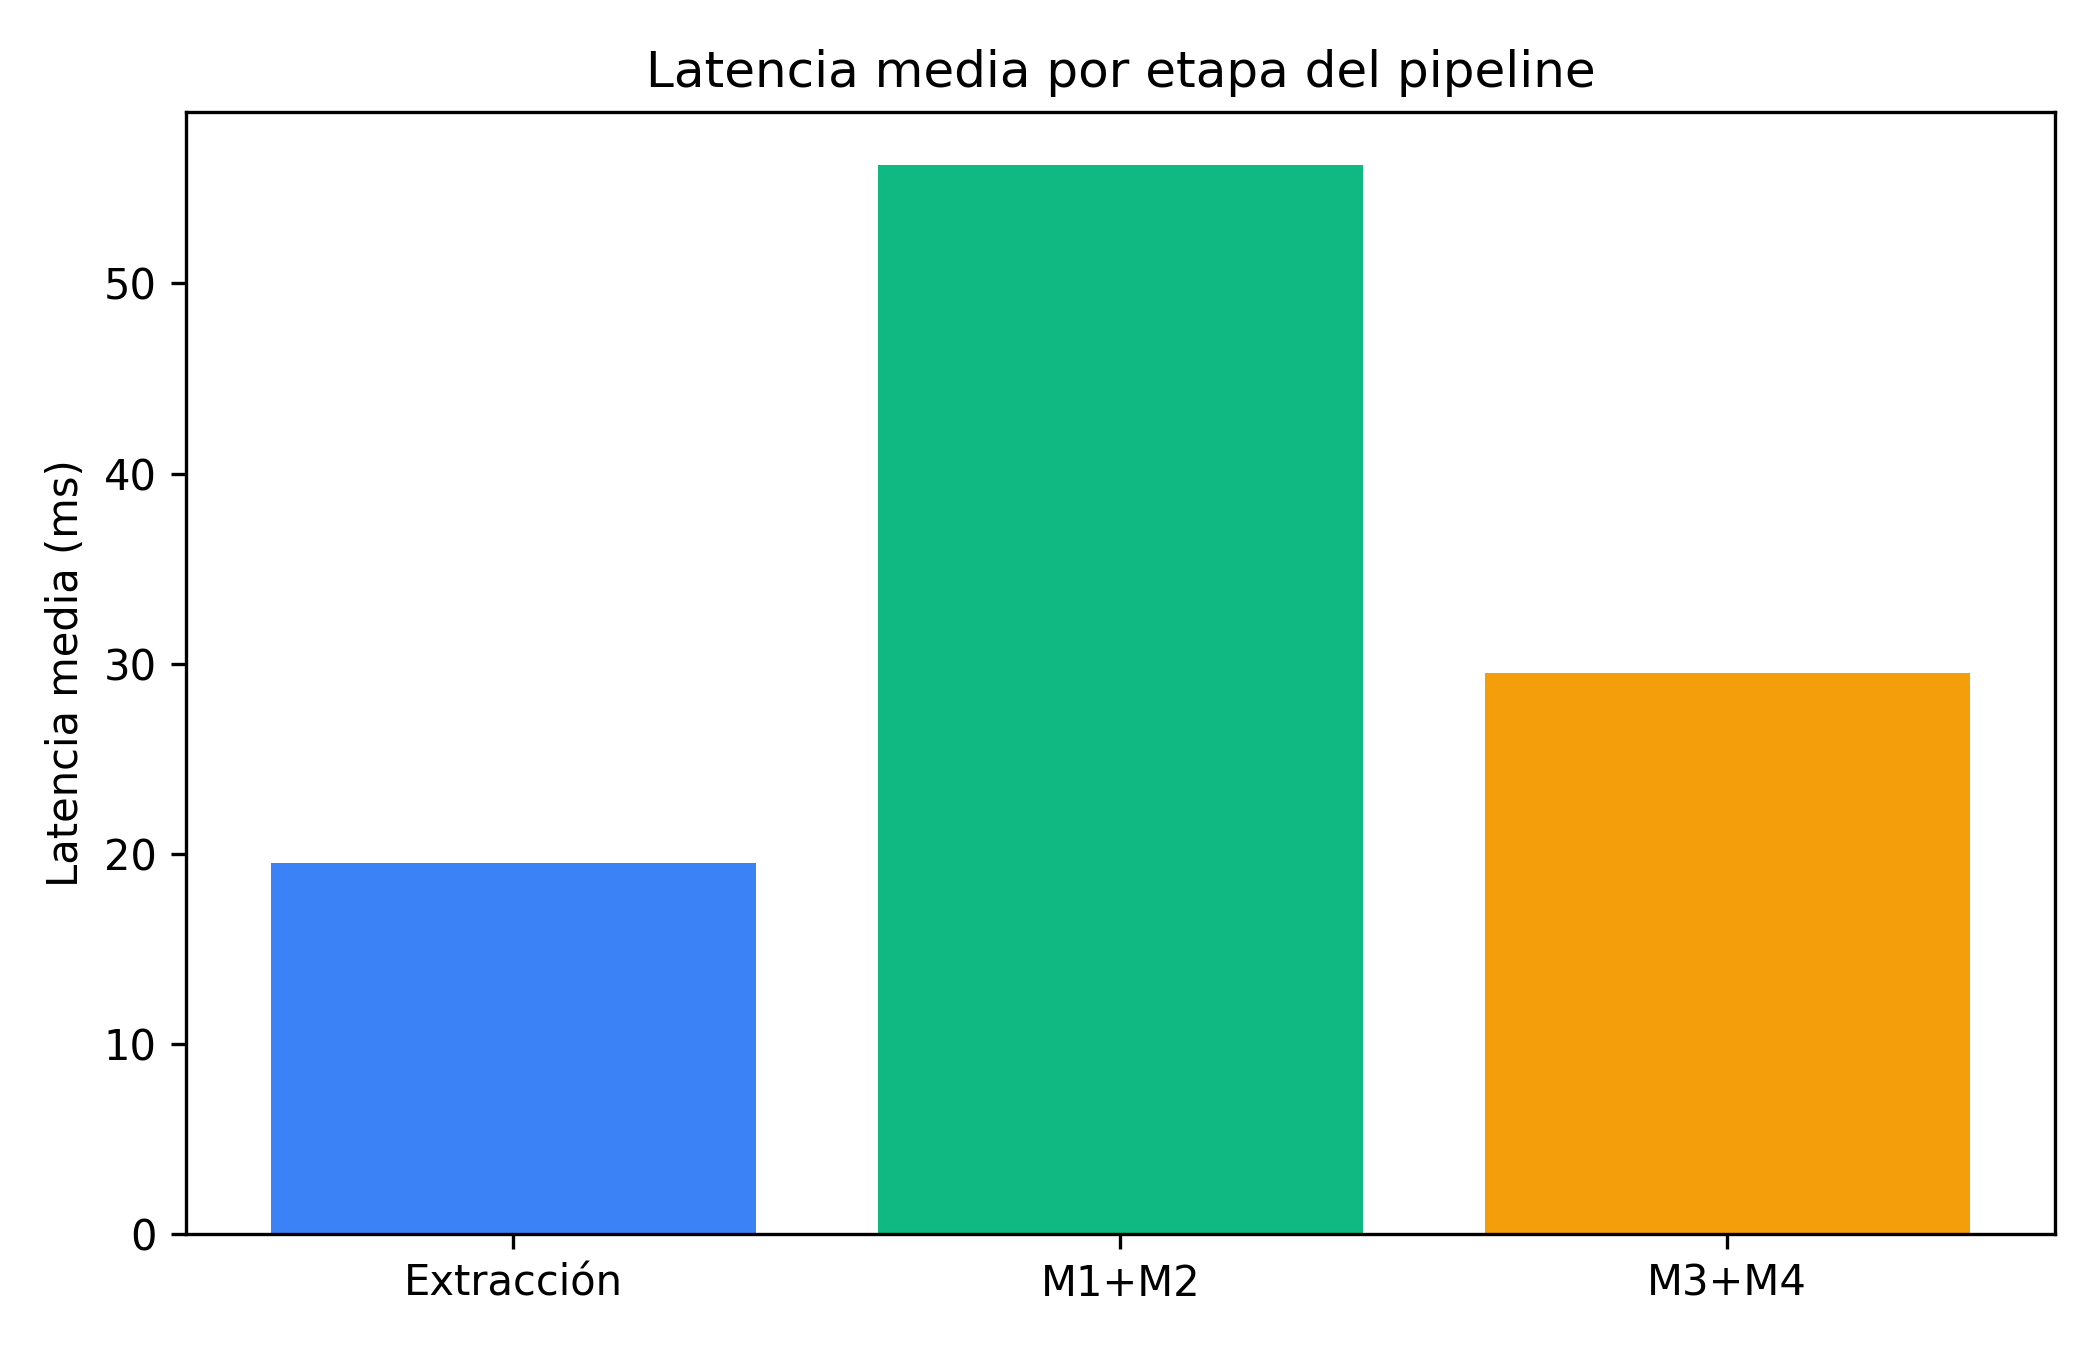 Latencia media por etapa del pipeline
Latencia media (ms)
50
40
30
20
10
0
Extracción
M1+M2
M3+M4